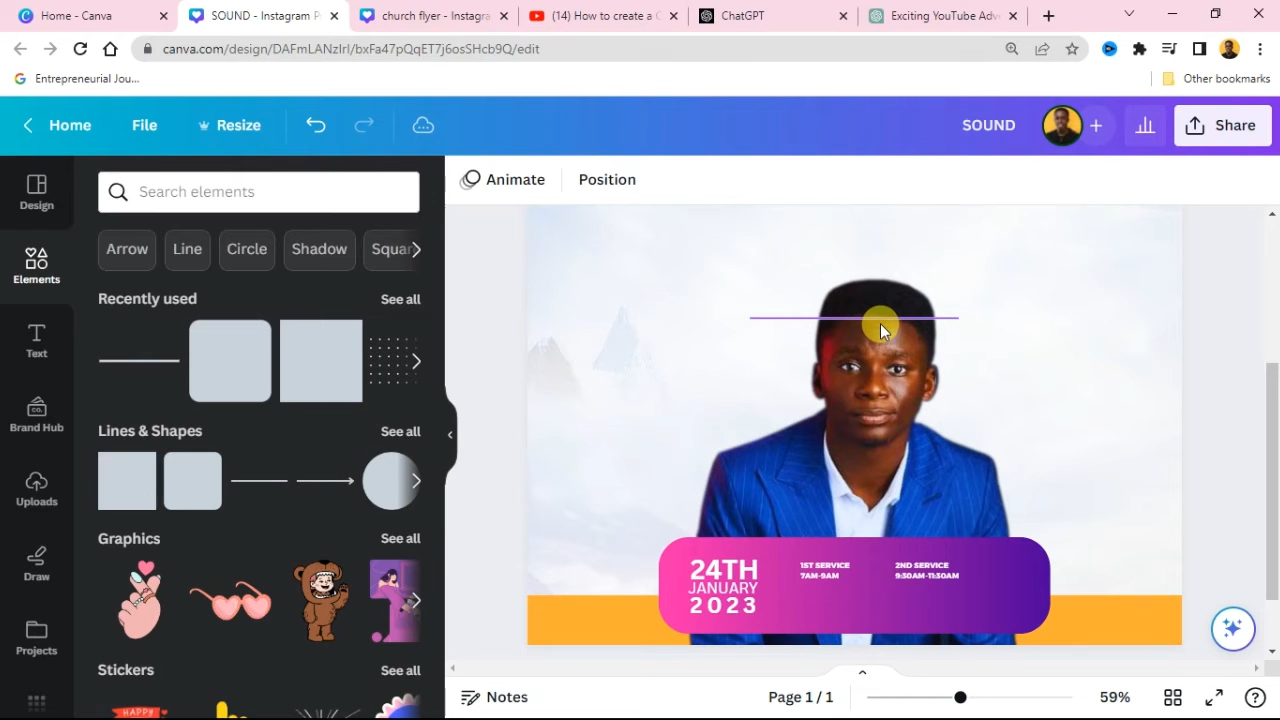 Home - Canva
SOUND - Instagram P
church flyers- Instagra
(14) How to create a C
ChatGPT
Exciting YouTube Adv
canva.com/design/DAFmLANzIrI/bxFa47pQqET7j6osSHcb9Q/edit
Entrepreneurial Jou...
Other bookmarks
Home
File
Resize
SOUND
Share
Design
Elements
Text
Brand Hub
Uploads
Draw
Projects
Search elements
Arrow
Line
Circle
Shadow
Squar
Recently used
See all
Lines & Shapes
See all
Graphics
See all
Stickers
See all
HAPPY
Animate
Position
24TH
JANUARY
2023
1ST SERVICE
7AM-9AM
2ND SERVICE
9:30AM-11:30AM
Notes
Page 1 / 1
59%